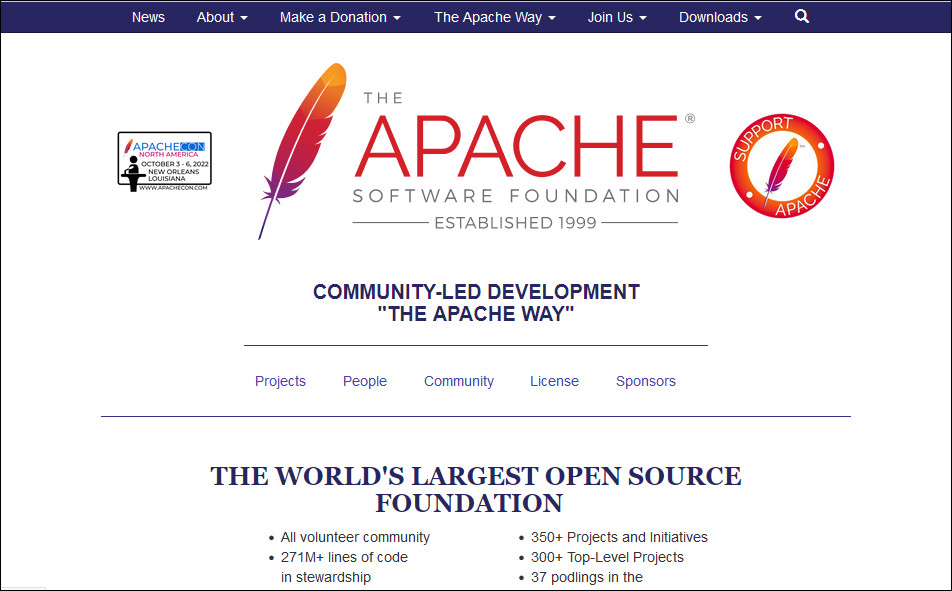 News About Make a Donation The Apache Way Join Us Downloads
APACHECON
NORTH AMERICA
OCTOBER 3 - 6, 2022
NEW ORLEANS
LOUISIANA
WWW.APACHECON.COM
THE
APACHE®
SOFTWARE FOUNDATION
ESTABLISHED 1999
SUPPORT
APACHE
™
COMMUNITY-LED DEVELOPMENT
"THE APACHE WAY"
Projects People Community License Sponsors
THE WORLD'S LARGEST OPEN SOURCE
FOUNDATION
• All volunteer community
• 271M+ lines of code
in stewardship
• 350+ Projects and Initiatives
• 300+ Top-Level Projects
• 37 podlings in the